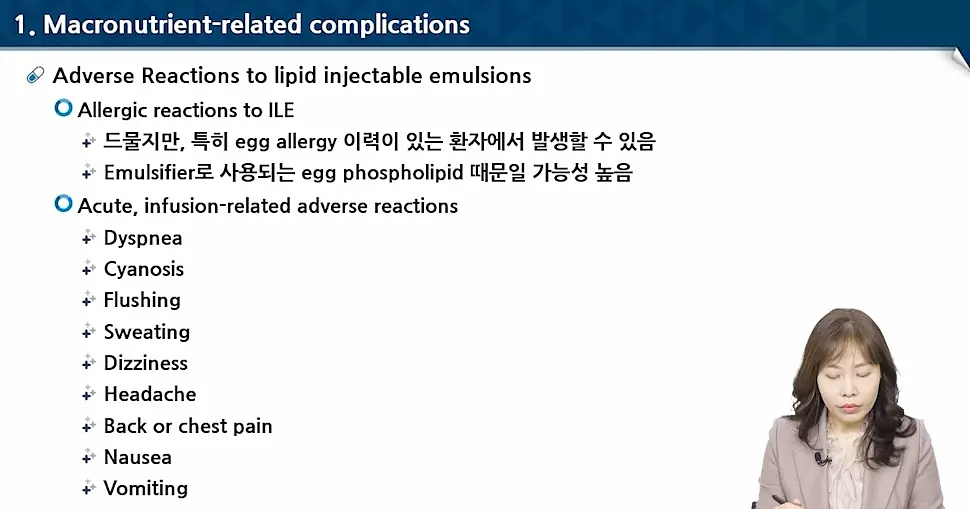 1. Macronutrient-related complications
Adverse Reactions to lipid injectable emulsions
Allergic reactions to ILE
드물지만, 특히 egg allergy 이력이 있는 환자에서 발생할 수 있음
Emulsifier로 사용되는 egg phospholipid 때문일 가능성 높음
Acute, infusion-related adverse reactions
Dyspnea
Cyanosis
Flushing
Sweating
Dizziness
Headache
Back or chest pain
Nausea
Vomiting